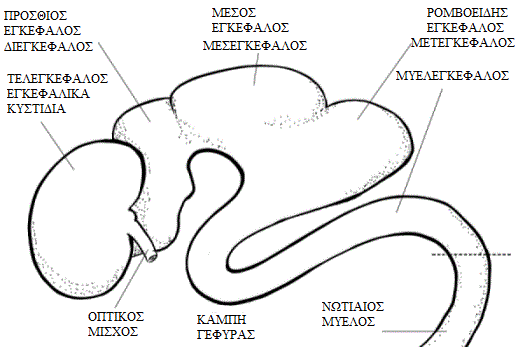 ΠΡΟΣΘΙΟΣ
ΕΓΚΕΦΑΛΟΣ
ΔΙΕΓΚΕΦΑΛΟΣ
ΤΕΛΕΓΚΕΦΑΛΟΣ
ΕΓΚΕΦΑΛΙΚΑ
ΚΥΣΤΙΔΙΑ
ΜΕΣΟΣ
ΕΓΚΕΦΑΛΟΣ
ΜΕΣΕΓΚΕΦΑΛΟΣ
ΡΟΜΒΟΕΙΔΗΣ
ΕΓΚΕΦΑΛΟΣ
ΜΕΤΕΓΚΕΦΑΛΟΣ
ΜΥΕΛΕΓΚΕΦΑΛΟΣ
ΟΠΤΙΚΟΣ
ΜΙΣΧΟΣ
ΚΑΜΠΗ
ΓΕΦΥΡΑΣ
ΝΩΤΙΑΙΟΣ
ΜΥΕΛΟΣ